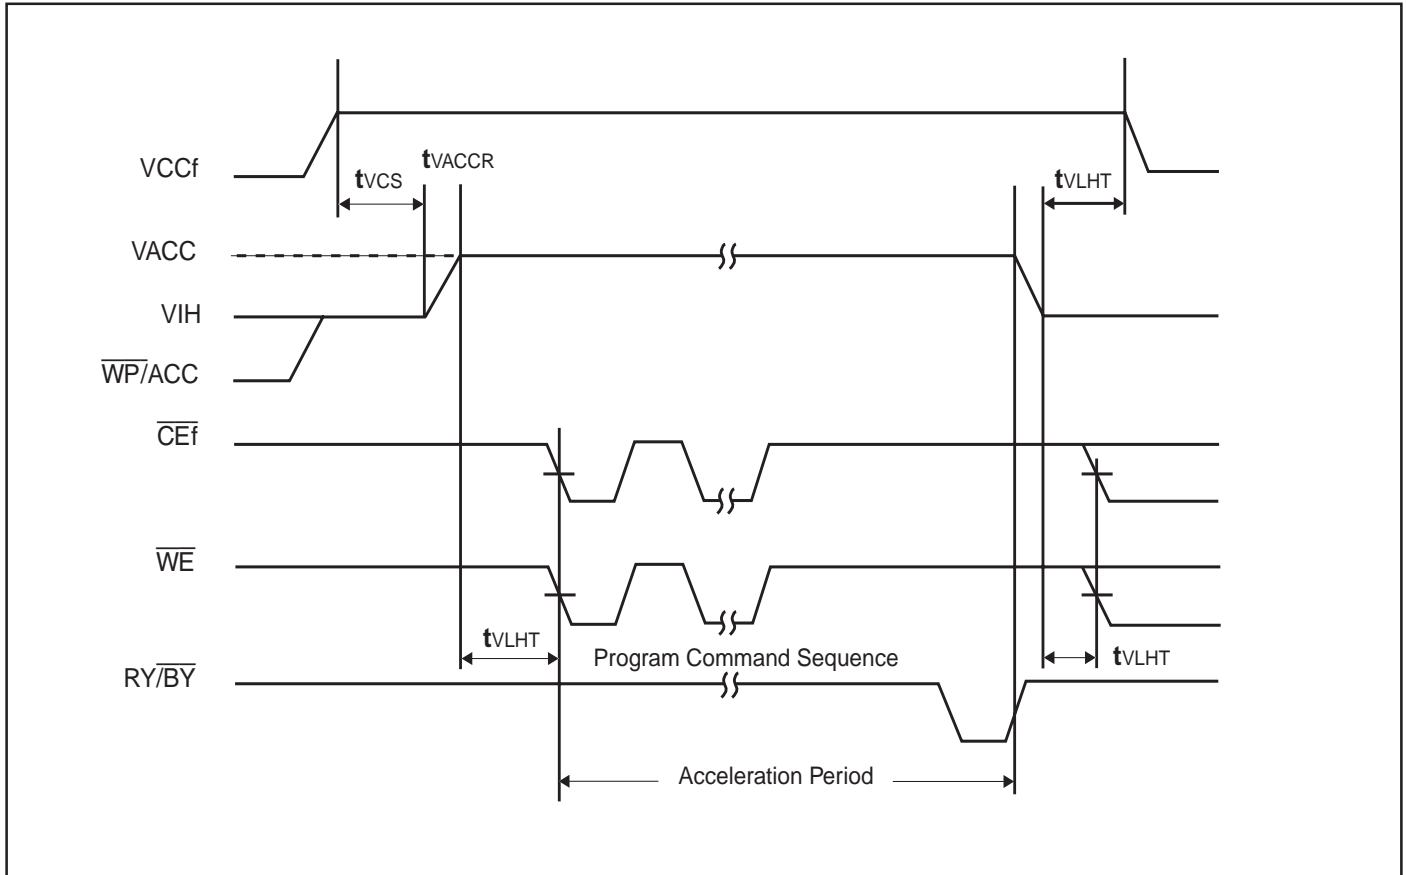 VCCf
tVCS
tVACCR
tVLHT
VACC
VIH
WP/ACC
CEf
WE
tVLHT
Program Command Sequence
tVLHT
RY/BY
Acceleration Period